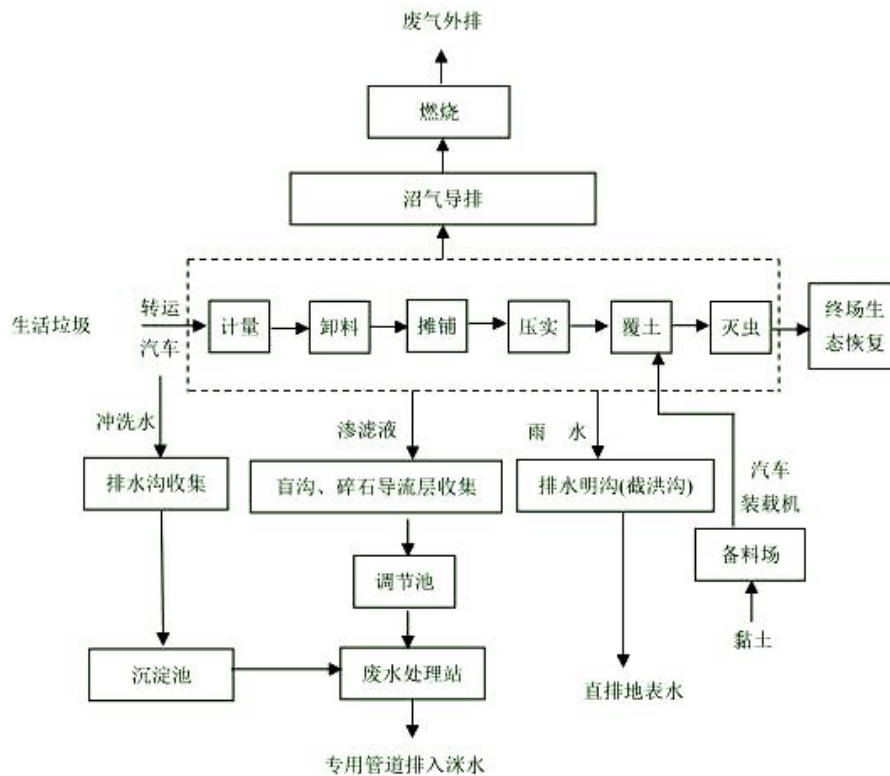 废气外排
燃烧
沼气导排
生活垃圾
转运
汽车
计量
卸料
摊铺
压实
覆土
灭虫
终场生
态恢复
冲洗水
渗滤液
雨 水
排水沟收集
盲沟、碎石导流层收集
排水明沟(截洪沟)
汽车
装载机
备料场
调节池
黏土
沉淀池
废水处理站
直排地表水
专用管道排入洣水